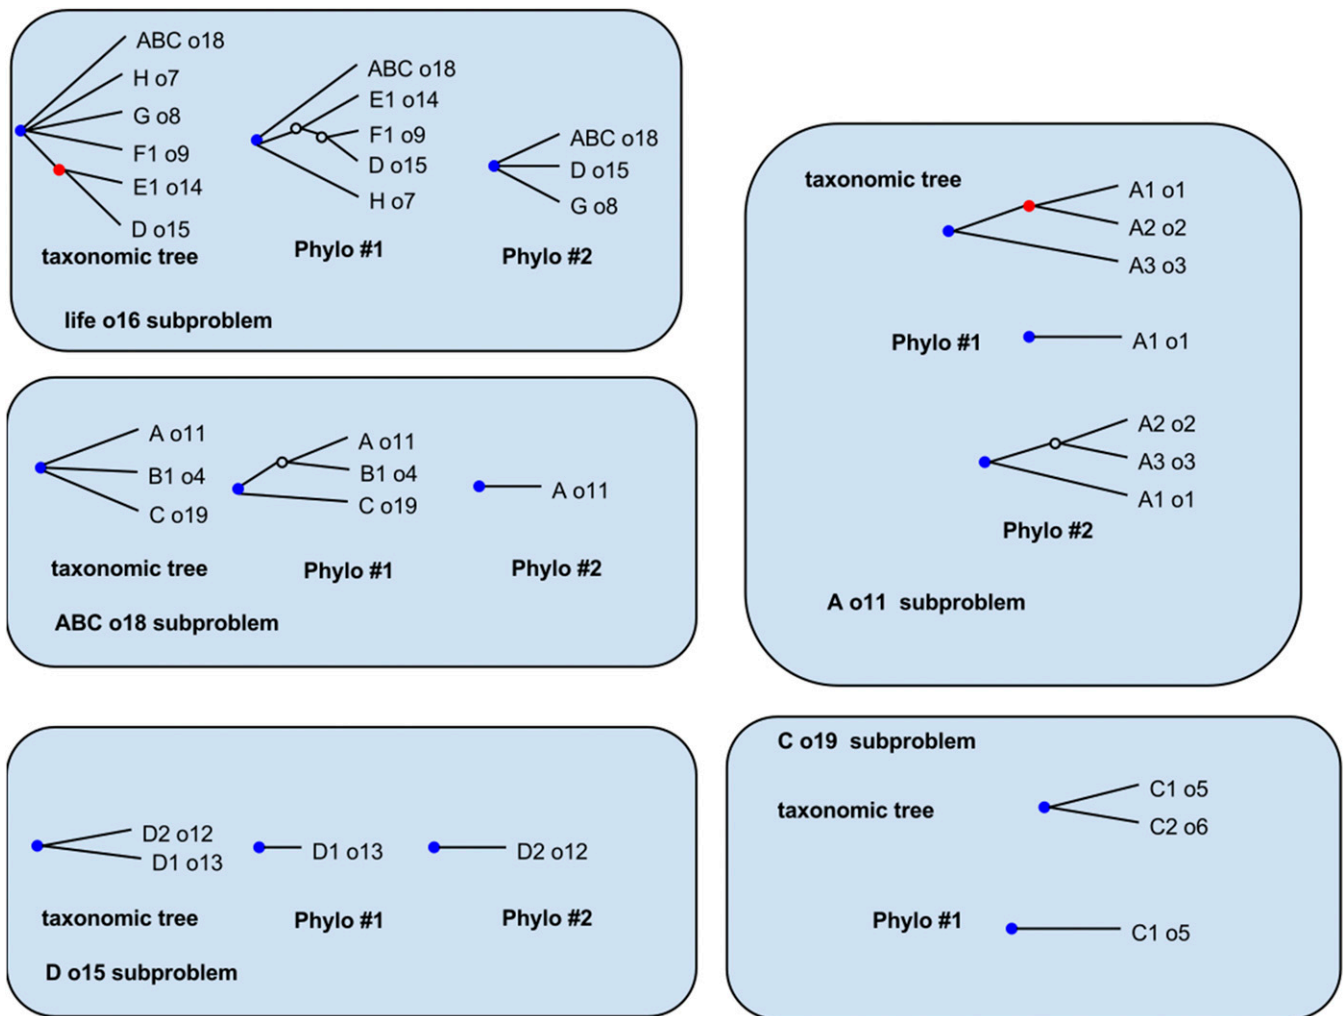 ABC o18
H o7
G o8
F1 o9
E1 o14
D o15
taxonomic tree
ABC o18
E1 o14
F1 o9
D o15
H o7
Phylo #1
ABC o18
D o15
G o8
Phylo #2
life o16 subproblem
A o11
B1 o4
C o19
taxonomic tree
A o11
B1 o4
C o19
Phylo #1
A o11
Phylo #2
ABC o18 subproblem
D2 o12
D1 o13
taxonomic tree
D1 o13
Phylo #1
D2 o12
Phylo #2
D o15 subproblem
taxonomic tree
A1 o1
A2 o2
A3 o3
Phylo #1
A1 o1
A2 o2
A3 o3
A1 o1
Phylo #2
A o11 subproblem
C o19 subproblem
taxonomic tree
C1 o5
C2 o6
Phylo #1
C1 o5